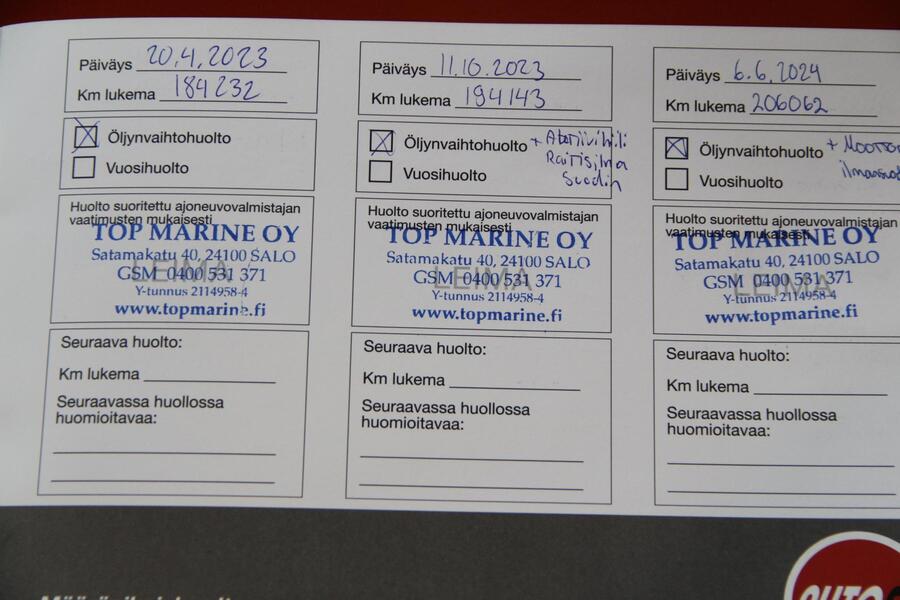 Päiväys 20.4.2023
Km lukema 184232
Öljynvaihtohuolto
Vuosihuolto
Huolto suoritettu ajoneuvovalmistajan
vaatimusten mukaisesti
LEIMA
TOP MARINE OY
Satamakatu 40, 24100 SALO
GSM 0400 531 371
Y-tunnus 2114958-4
www.topmarine.fi
Seuraava huolto:
Km lukema
Seuraavassa huollossa
huomioitavaa:
Päiväys 11.10.2023
Km lukema 194143
Öljynvaihtohuolto +
Vuosihuolto Raitisilma
Suodin
Huolto suoritettu ajoneuvovalmistajan
vaatimusten mukaisesti
LEIMA
TOP MARINE OY
Satamakatu 40, 24100 SALO
GSM 0400 531 371
Y-tunnus 2114958-4
www.topmarine.fi
Seuraava huolto:
Km lukema
Seuraavassa huollossa
huomioitavaa:
Päiväys 6.6.2024
Km lukema 206062
Öljynvaihtohuolto +
Vuosihuolto
Huolto suoritettu ajoneuvovalmistajan
vaatimusten mukaisesti
LEIMA
TOP MARINE OY
Satamakatu 40, 24100 SALO
GSM 0400 531 371
Y-tunnus 2114958-4
www.topmarine.fi
Seuraava huolto:
Km lukema
Seuraavassa huollossa
huomioitavaa: